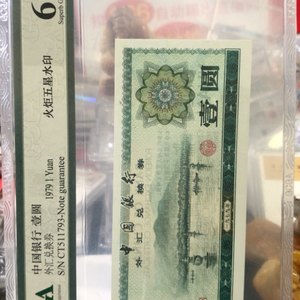 中国银行 壹圆
外汇兑换券
1979 1 Yuan
S/N CT511793-Note guarantee
火炬五星水印
6
Superb G
A
中国银行
外汇兑换券
壹圆